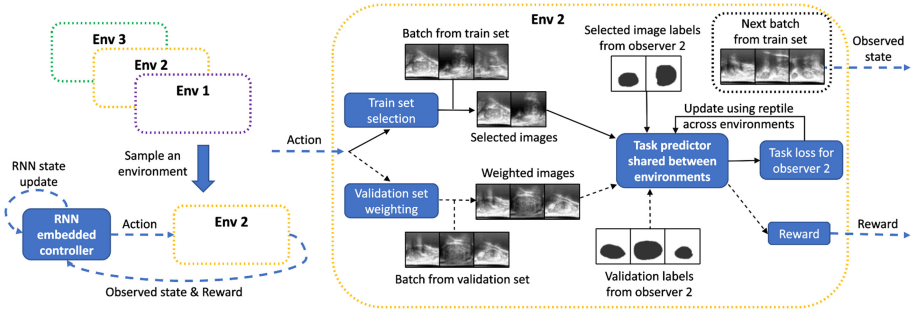 Env 3
Env 2
Env 1
Sample an
environment
RNN state
update
RNN
embedded
controller
Action
Env 2
Observed state & Reward
Env 2
Batch from train set
Selected image labels
from observer 2
Next batch
from train set
Observed
state
Action
Train set
selection
Selected images
Update using reptile
across environments
Task predictor
shared between
environments
Task loss for
observer 2
Validation set
weighting
Weighted images
Reward
Reward
Batch from validation set
Validation labels
from observer 2